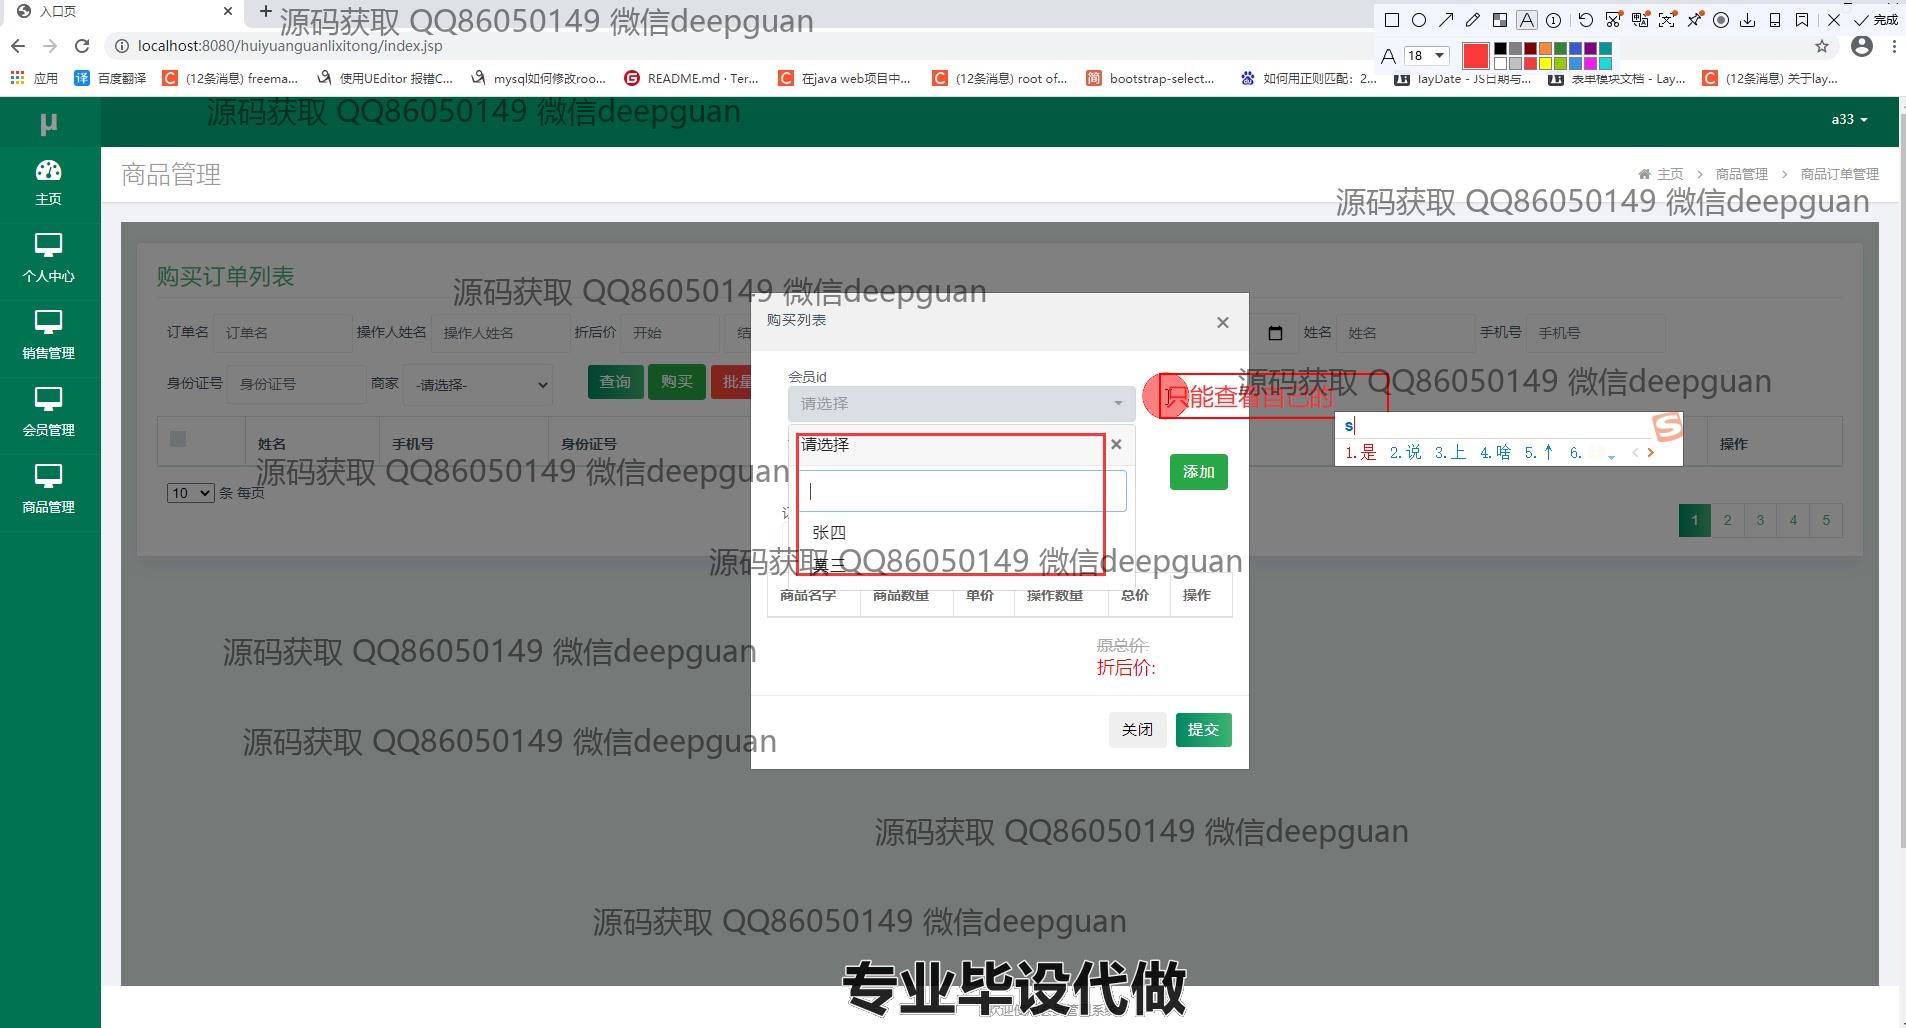 入口页
源码获取 QQ86050149 微信deepguan
完成
localhost:8080/huiyuanguanlixitong/index.jsp
A 18
应用 百度翻译 (12条消息) freema... 使用UEditor 报错C... mysql如何修改roo... README.md · Ter... 在java web项目中... (12条消息) root of... bootstrap-select... 如何用正则匹配：2... layDate - JS日期与... 表单模块文档 - Lay... (12条消息) 关于lay...
源码获取 QQ86050149 微信deepguan
μ
a33
主页
商品管理
主页 > 商品管理 > 商品订单管理
源码获取 QQ86050149 微信deepguan
个人中心
购买订单列表
源码获取 QQ86050149 微信deepguan
购买列表
×
销售管理
订单名 订单名 操作人姓名 操作人姓名 折后价 开始 结
姓名 姓名 手机号 手机号
身份证号 身份证号 商家 -请选择- 查询 购买 批量
会员id
请选择
只能查看自己的
源码获取 QQ86050149 微信deepguan
s
1.是 2.说 3.上 4.啥 5.↑ 6.
会员管理
姓名 手机号 身份证号
操作
请选择 ×
源码获取 QQ86050149 微信deepguan
添加
10 条 每页
商品管理
张四
1 2 3 4 5
源码获取 QQ86050149 微信deepguan
商品名字 商品数量 单价 操作数量 总价 操作
原总价:
折后价:
源码获取 QQ86050149 微信deepguan
关闭 提交
源码获取 QQ86050149 微信deepguan
源码获取 QQ86050149 微信deepguan
源码获取 QQ86050149 微信deepguan
专业毕设代做